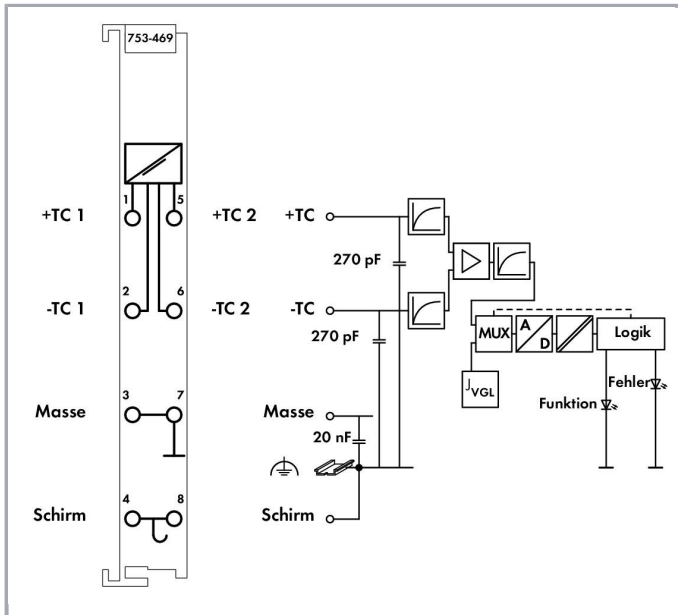 753-469
1 5
+TC 1 +TC 2 +TC
270 pF
2 6
-TC 1 -TC 2 -TC
270 pF
MUX A D Logik
J VGL
Fehler
Funktion
3 7
Masse Masse
20 nF
4 8
Schirm Schirm